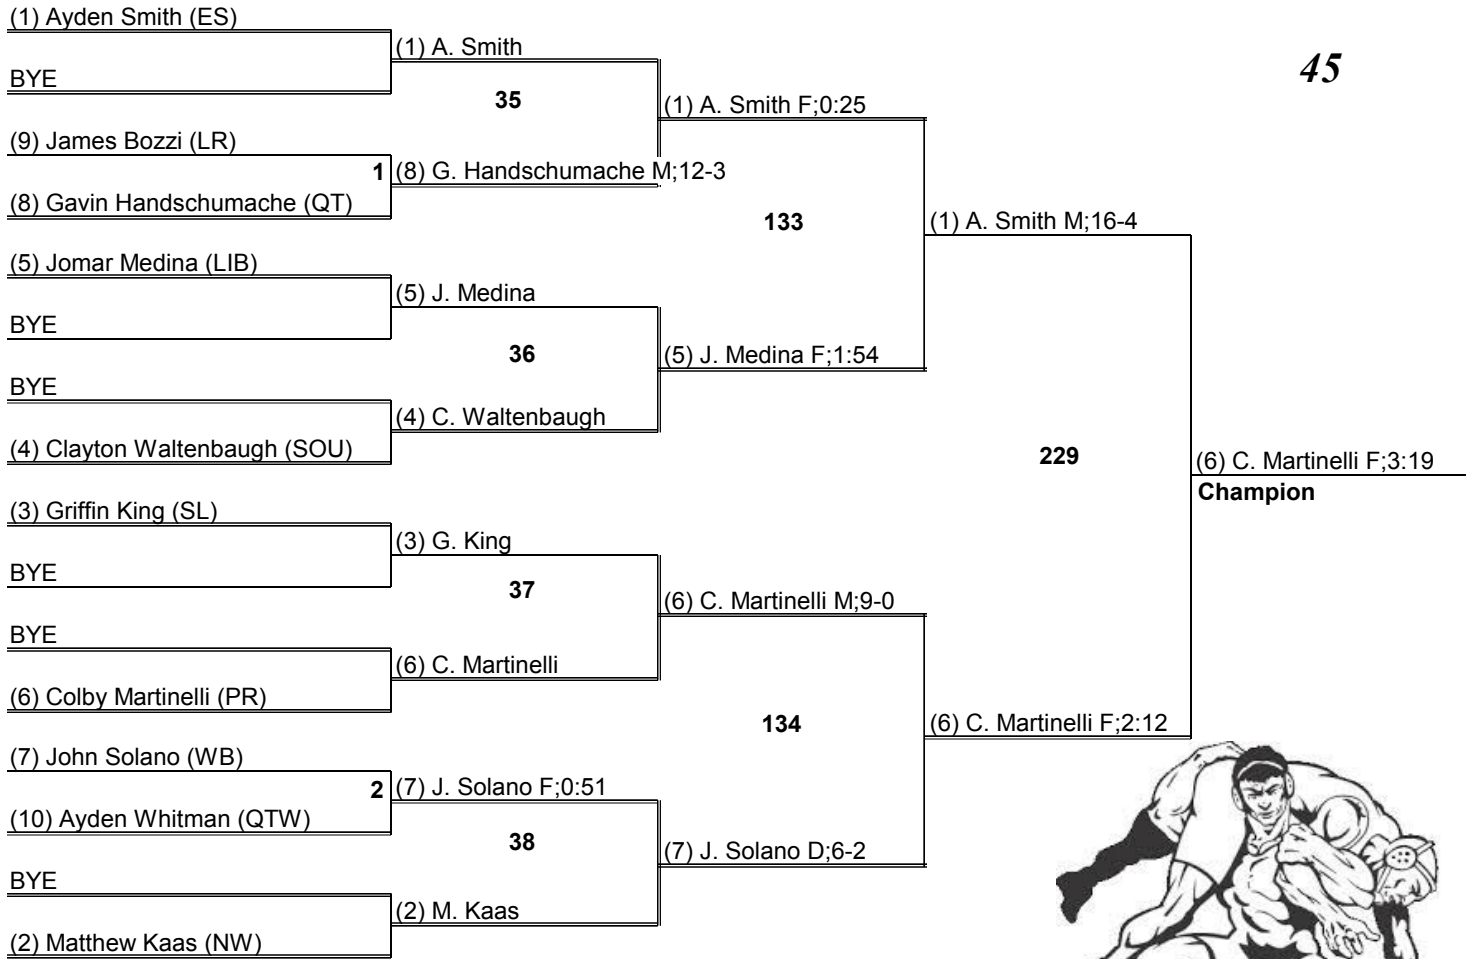 (1) Ayden Smith (ES)
BYE
(9) James Bozzi (LR)
(8) Gavin Handschumache (QT)
(5) Jomar Medina (LIB)
BYE
BYE
(4) Clayton Waltenbaugh (SOU)
(3) Griffin King (SL)
BYE
BYE
(6) Colby Martinelli (PR)
(7) John Solano (WB)
(10) Ayden Whitman (QTW)
BYE
(2) Matthew Kaas (NW)
1
2
(1) A. Smith
(8) G. Handschumache M;12-3
(5) J. Medina
(4) C. Waltenbaugh
(3) G. King
(6) C. Martinelli
(7) J. Solano F;0:51
(2) M. Kaas
35
36
37
38
(1) A. Smith F;0:25
(5) J. Medina F;1:54
(6) C. Martinelli M;9-0
(7) J. Solano D;6-2
133
134
(1) A. Smith M;16-4
(6) C. Martinelli F;2:12
229
(6) C. Martinelli F;3:19
Champion
45